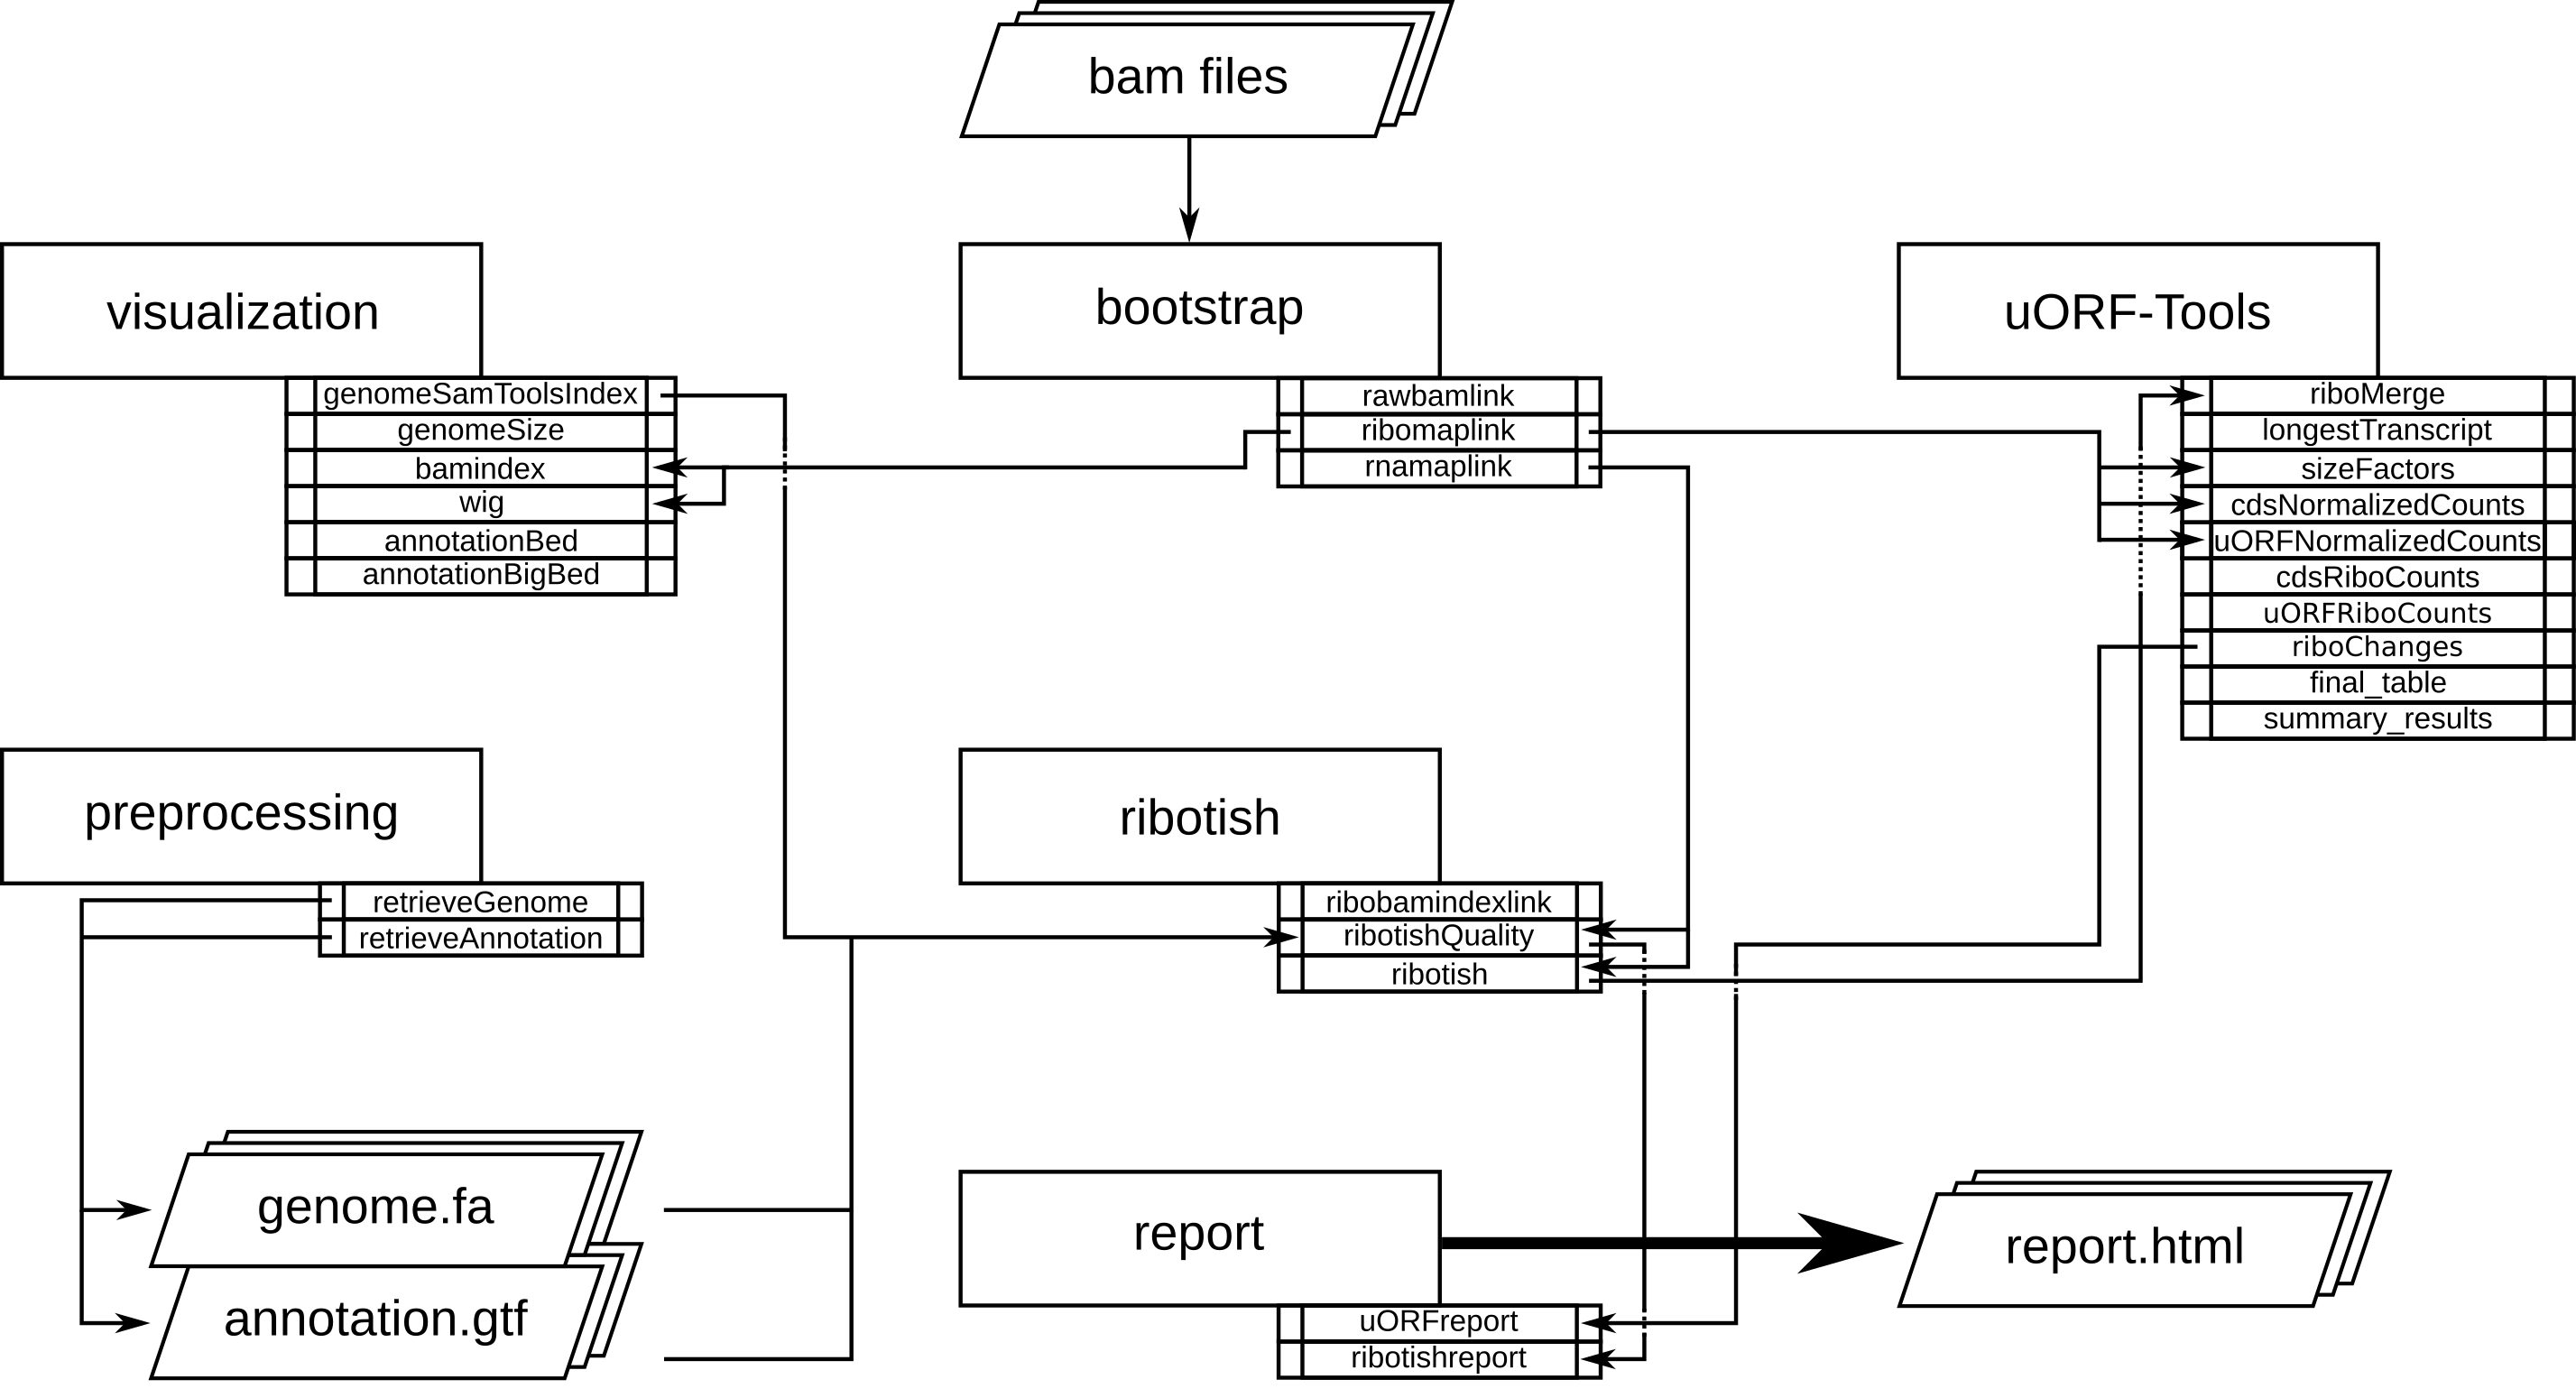 bam files
visualization
genomeSamToolsIndex
genomeSize
bamindex
wig
annotationBed
annotationBigBed
bootstrap
rawbamlink
ribomaplink
rnamaplink
uORF-Tools
riboMerge
longestTranscript
sizeFactors
cdsNormalizedCounts
uORFNormalizedCounts
cdsRiboCounts
uORFRiboCounts
riboChanges
final_table
summary_results
preprocessing
retrieveGenome
retrieveAnnotation
ribotish
ribobamindexlink
ribotishQuality
ribotish
genome.fa
annotation.gtf
report
uORFreport
ribotishreport
report.html